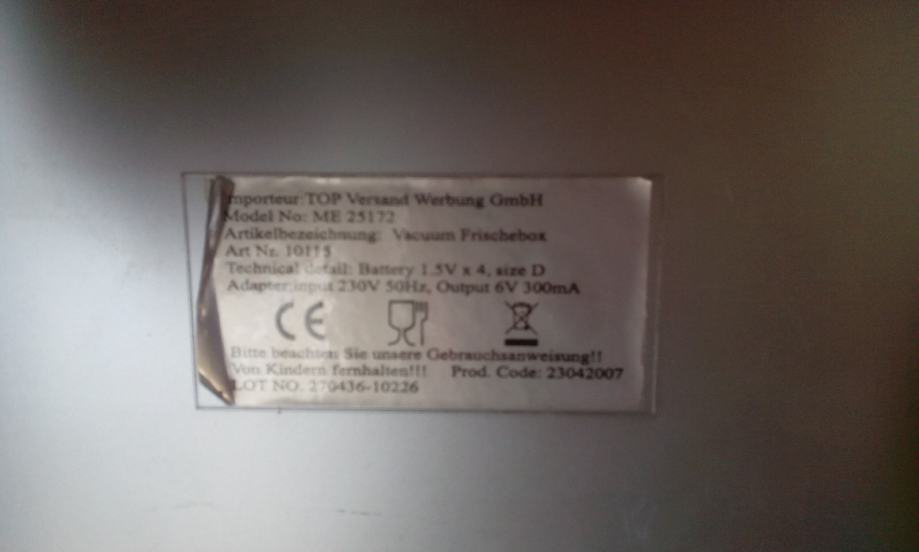 Importeur:TOP Versand Werbung GmbH
Model No: ME 25172
Artikelbezeichnung: Vacuum Frischebox
Art Nr. 10115
Technical detail: Battery 1.5V x 4, size D
Adapter:input 230V 50Hz, Output 6V 300mA
CE
Bitte beachten Sie unsere Gebrauchsanweisung!!
Von Kindern fernhalten!!! Prod. Code: 23042007
LOT NO. 270436-10226